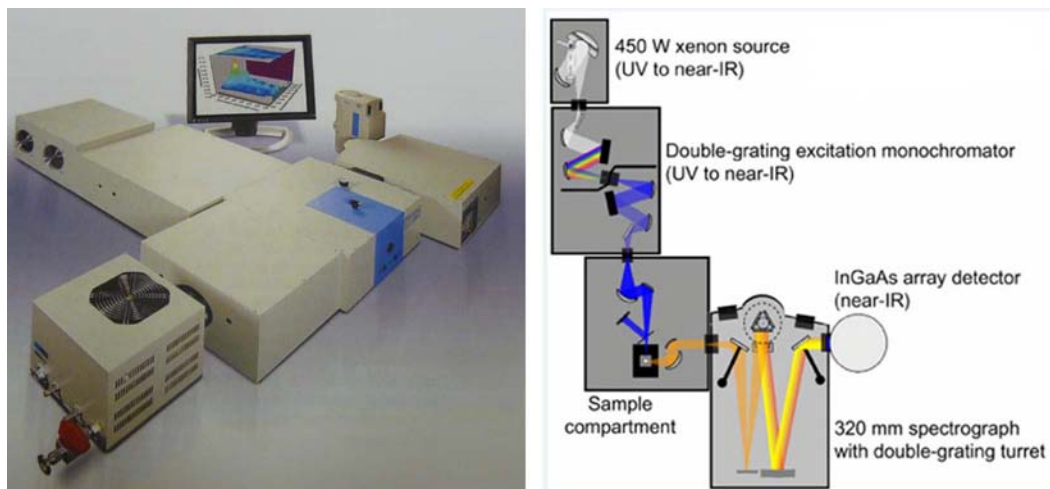 450 W xenon source
(UV to near-IR)
Double-grating excitation monochromator
(UV to near-IR)
InGaAs array detector
(near-IR)
Sample
compartment
320 mm spectrograph
with double-grating turret